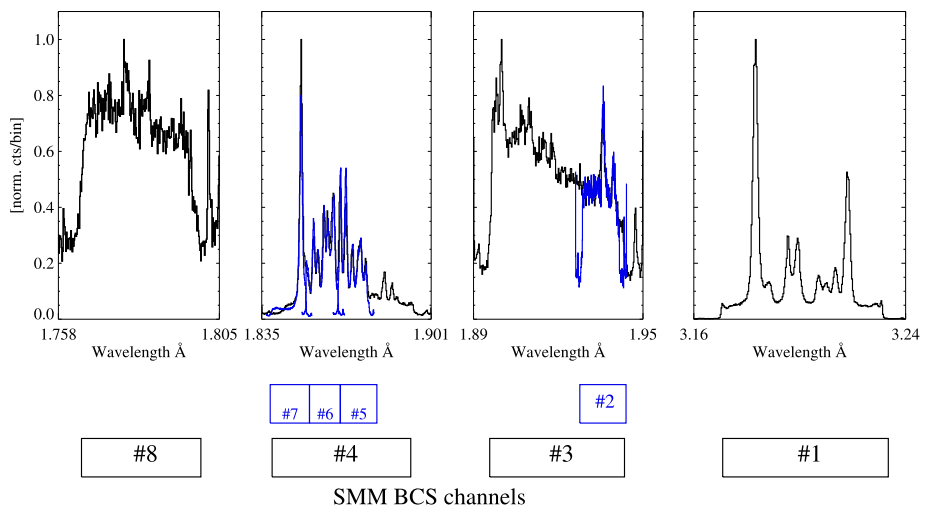 [norm. cts/bin]
1.0
0.8
0.6
0.4
0.2
0.0
1.758 1.805 1.835 1.901 1.89 1.95 3.16 3.24
Wavelength Å Wavelength Å Wavelength Å Wavelength Å
#7 #6 #5 #2
#8 #4 #3 #1
SMM BCS channels